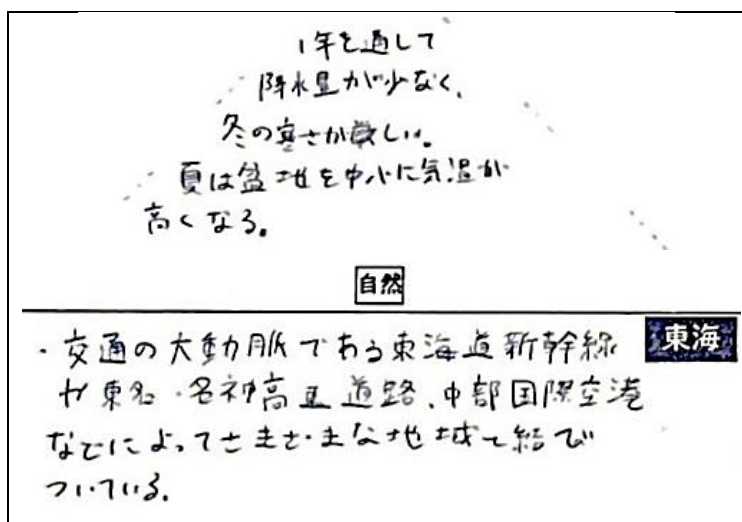 1年を通して
降水量が少なく、
冬の寒さが厳しい。
夏は盆地を中心に気温が
高くなる。
自然
東海
・交通の大動脈である東海道新幹線
や東名・名神高速道路、中部国際空港
などによってさまざまな地域と結び
ついている。